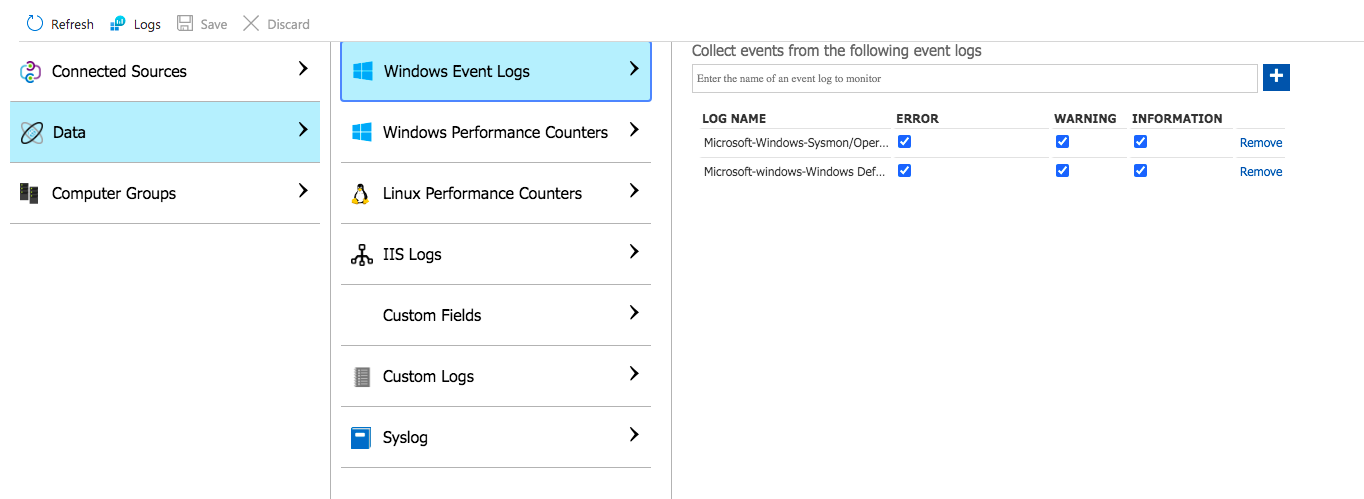 Refresh Logs Save Discard
Connected Sources
Data
Computer Groups
Windows Event Logs
Windows Performance Counters
Linux Performance Counters
IIS Logs
Custom Fields
Custom Logs
Syslog
Collect events from the following event logs
Enter the name of an event log to monitor
LOG NAME ERROR WARNING INFORMATION
Microsoft-Windows-Sysmon/Oper... Remove
Microsoft-windows-Windows Def... Remove